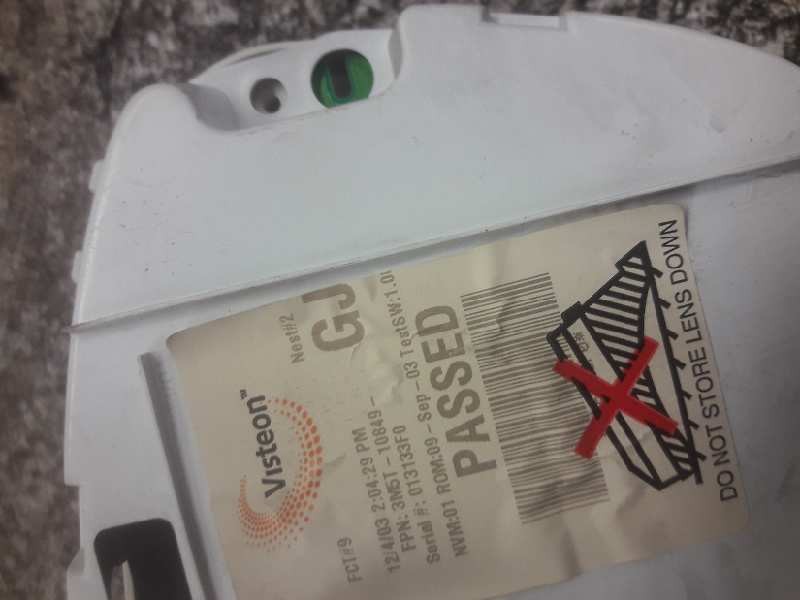 Visteon™
FCT#9 Nest#2
12/4/03 2:04:29 PM
FPN: 3M5T-10849-
Serial #: 013133F0
NVM:01 ROM:09-Sep-03 TestSW:1.0
GJ
PASSED
DO NOT STORE LENS DOWN